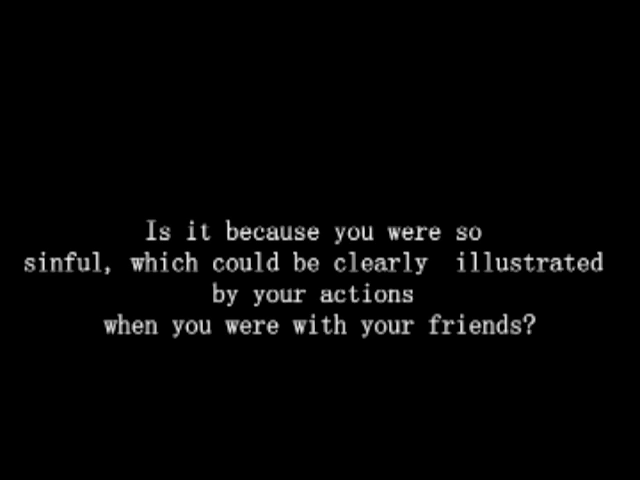 Is it because you were so
sinful, which could be clearly  illustrated
by your actions
when you were with your friends?